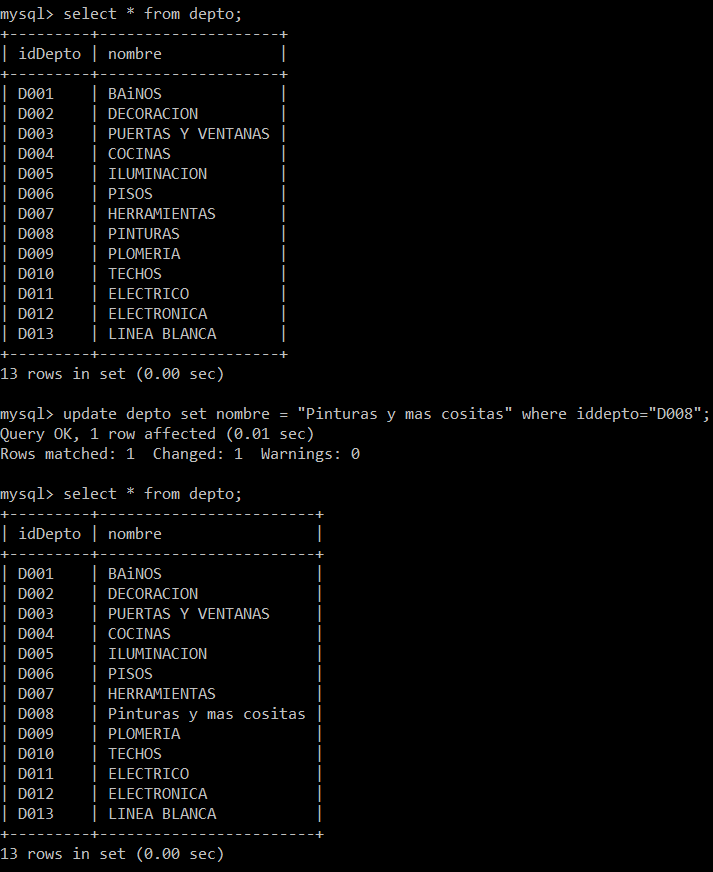 mysql> select * from depto;
+---------+--------------------+
| idDepto | nombre             |
+---------+--------------------+
| D001    | BAiNOS             |
| D002    | DECORACION         |
| D003    | PUERTAS Y VENTANAS |
| D004    | COCINAS            |
| D005    | ILUMINACION        |
| D006    | PISOS              |
| D007    | HERRAMIENTAS       |
| D008    | PINTURAS           |
| D009    | PLOMERIA           |
| D010    | TECHOS             |
| D011    | ELECTRICO          |
| D012    | ELECTRONICA        |
| D013    | LINEA BLANCA       |
+---------+--------------------+
13 rows in set (0.00 sec)

mysql> update depto set nombre = "Pinturas y mas cositas" where iddepto="D008";
Query OK, 1 row affected (0.01 sec)
Rows matched: 1  Changed: 1  Warnings: 0

mysql> select * from depto;
+---------+------------------------+
| idDepto | nombre                 |
+---------+------------------------+
| D001    | BAiNOS                 |
| D002    | DECORACION             |
| D003    | PUERTAS Y VENTANAS     |
| D004    | COCINAS                |
| D005    | ILUMINACION            |
| D006    | PISOS                  |
| D007    | HERRAMIENTAS           |
| D008    | Pinturas y mas cositas |
| D009    | PLOMERIA               |
| D010    | TECHOS                 |
| D011    | ELECTRICO              |
| D012    | ELECTRONICA            |
| D013    | LINEA BLANCA           |
+---------+------------------------+
13 rows in set (0.00 sec)